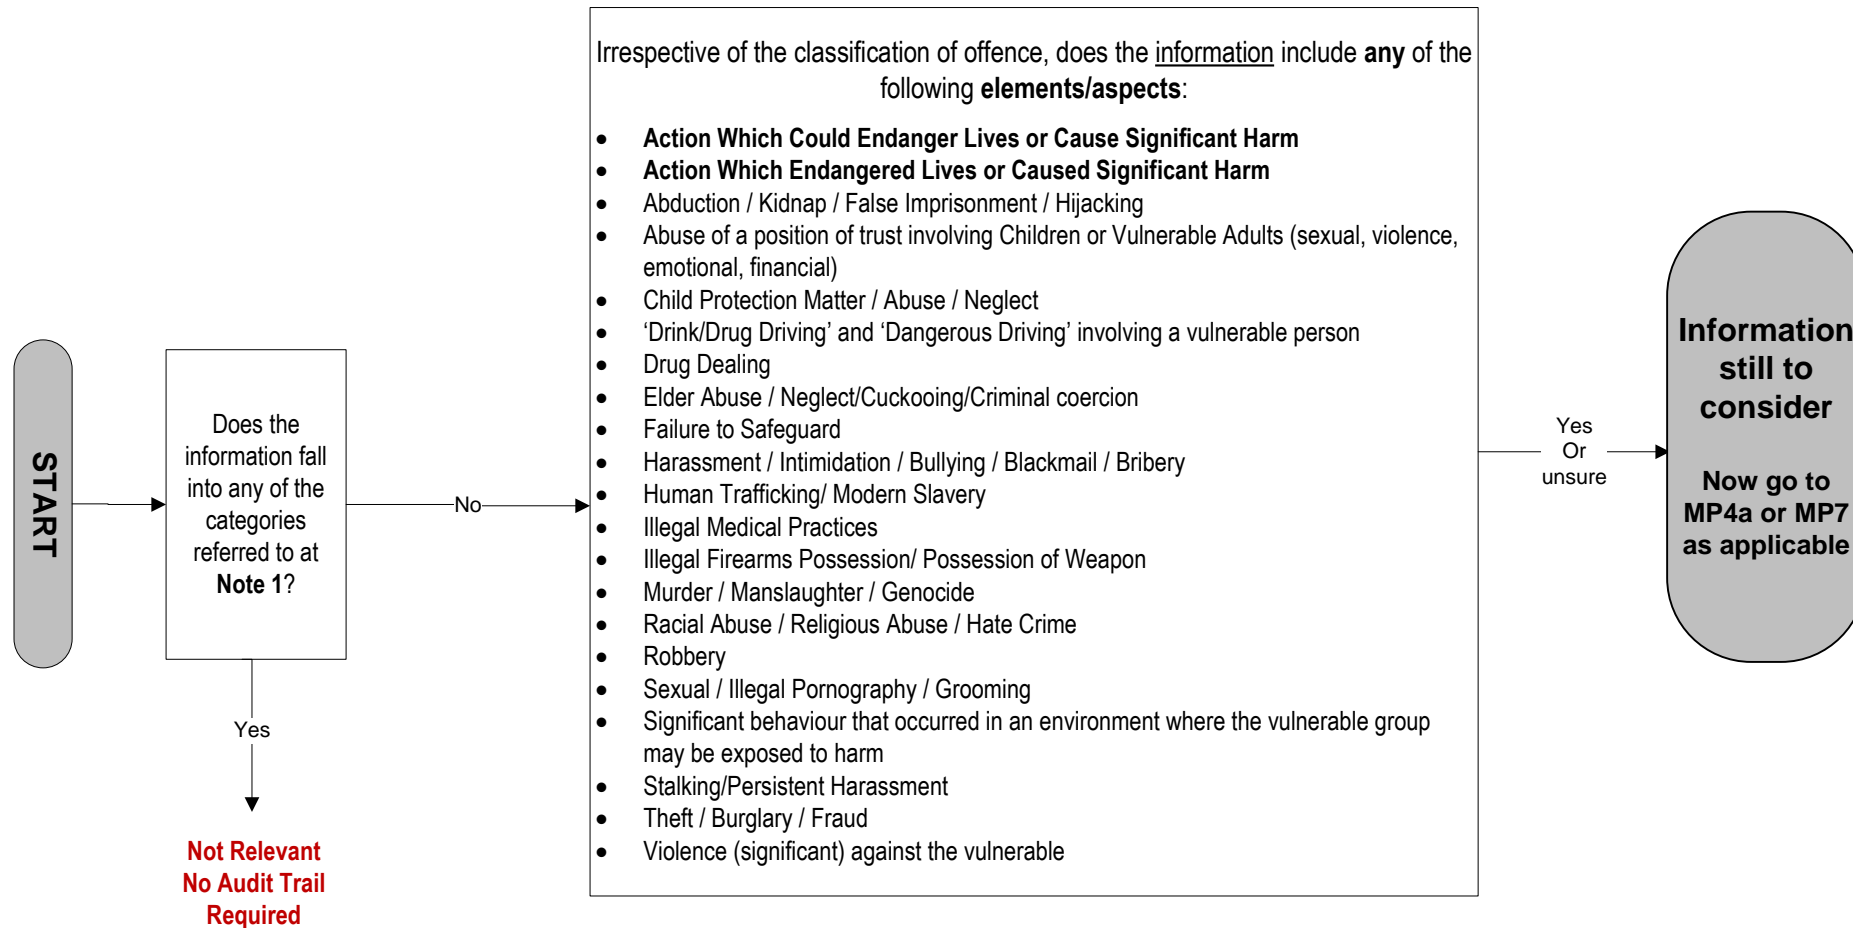 START
Does the
information fall
into any of the
categories
referred to at
Note 1?
Yes
Not Relevant
No Audit Trail
Required
No
Irrespective of the classification of offence, does the information include any of the
following elements/aspects:
• Action Which Could Endanger Lives or Cause Significant Harm
• Action Which Endangered Lives or Caused Significant Harm
• Abduction / Kidnap / False Imprisonment / Hijacking
• Abuse of a position of trust involving Children or Vulnerable Adults (sexual, violence,
emotional, financial)
• Child Protection Matter / Abuse / Neglect
• ‘Drink/Drug Driving’ and ‘Dangerous Driving’ involving a vulnerable person
• Drug Dealing
• Elder Abuse / Neglect/Cuckooing/Criminal coercion
• Failure to Safeguard
• Harassment / Intimidation / Bullying / Blackmail / Bribery
• Human Trafficking/ Modern Slavery
• Illegal Medical Practices
• Illegal Firearms Possession/ Possession of Weapon
• Murder / Manslaughter / Genocide
• Racial Abuse / Religious Abuse / Hate Crime
• Robbery
• Sexual / Illegal Pornography / Grooming
• Significant behaviour that occurred in an environment where the vulnerable group
may be exposed to harm
• Stalking/Persistent Harassment
• Theft / Burglary / Fraud
• Violence (significant) against the vulnerable
Yes
Or
unsure
Information
still to
consider
Now go to
MP4a or MP7
as applicable